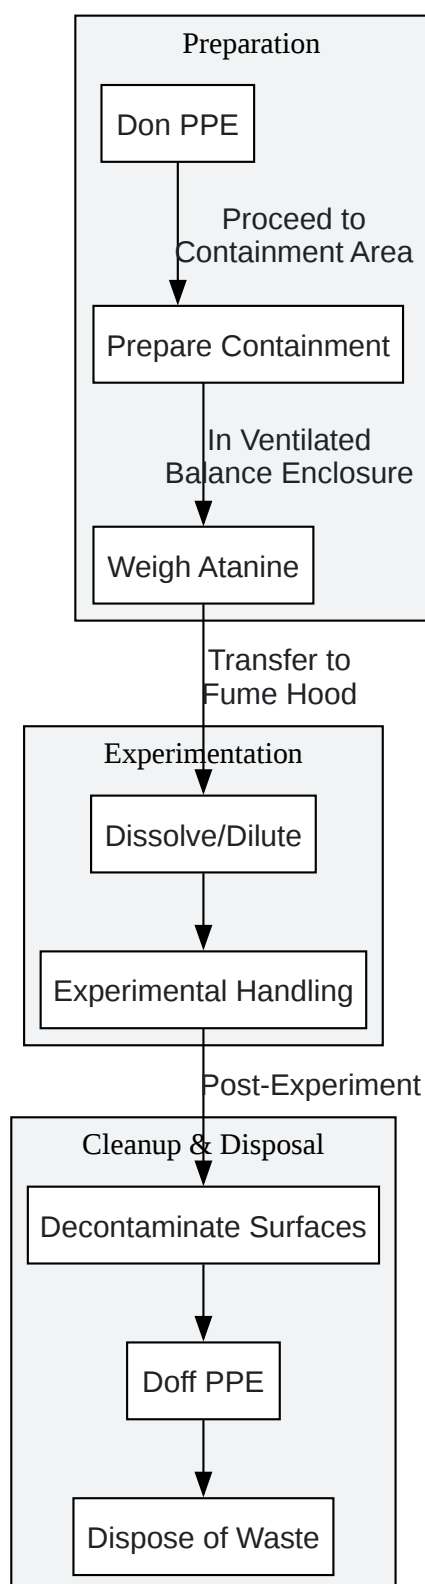 Preparation
Don PPE
Proceed to
Containment Area
Prepare Containment
In Ventilated
Balance Enclosure
Weigh Atanine
Transfer to
Fume Hood
Experimentation
Dissolve/Dilute
Experimental Handling
Post-Experiment
Cleanup & Disposal
Decontaminate Surfaces
Doff PPE
Dispose of Waste